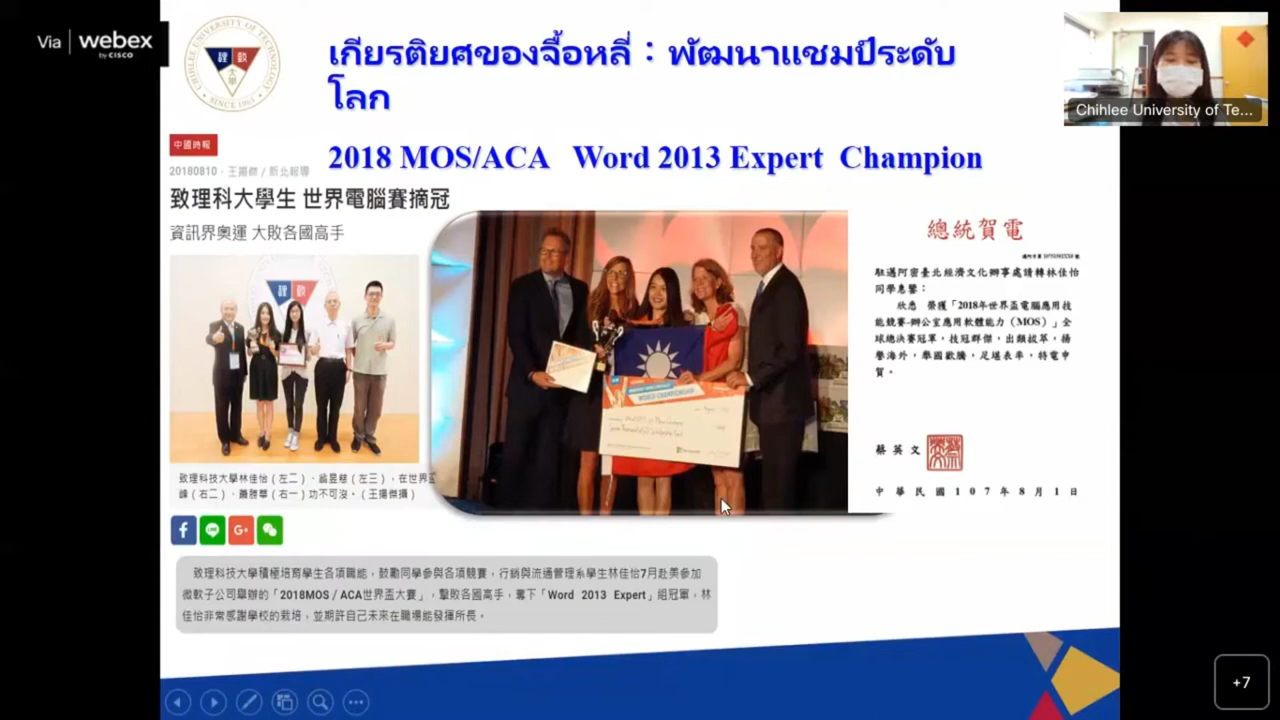 Via webex
by CISCO
CHIHLEE UNIVERSITY OF TECHNOLOGY
SINCE 1965
เกียรติยศของจื้อหลี่ : พัฒนาแชมป์ระดับ
โลก
2018 MOS/ACA Word 2013 Expert Champion
Chihlee University of Te...
中國時報
20180810 · 王揚傑 / 新北報導
致理科大學生 世界電腦賽摘冠
資訊界奧運 大敗各國高手
致理科技大學林佳怡（左二）、翁昱慈（左三），在世界盃
峰（右二）、蕭勝華（右一）功不可沒。（王揚傑攝）
WORLD CHAMPIONSHIP
總統賀電
駐邁阿密臺北經濟文化辦事處請轉林佳怡
同學惠鑒：
欣悉 榮獲「2018年世界盃電腦應用技
能競賽-辦公室應用軟體能力（MOS）」全
球總決賽冠軍，技冠群傑，出類拔萃，揚
譽海外，舉國歡騰，足堪表率，特電申
賀。
蔡英文
中華民國107年8月1日
G+
致理科技大學積極培育學生各項職能，鼓勵同學參與各項競賽，行銷與流通管理系學生林佳怡7月赴美參加
微軟子公司舉辦的「2018MOS / ACA世界盃大賽」，擊敗各國高手，奪下「Word 2013 Expert」組冠軍，林
佳怡非常感謝學校的栽培，並期許自己未來在職場能發揮所長。
+7